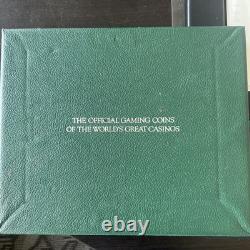 THE OFFICIAL GAMING COINS
OF THE WORLD'S GREAT CASINOS